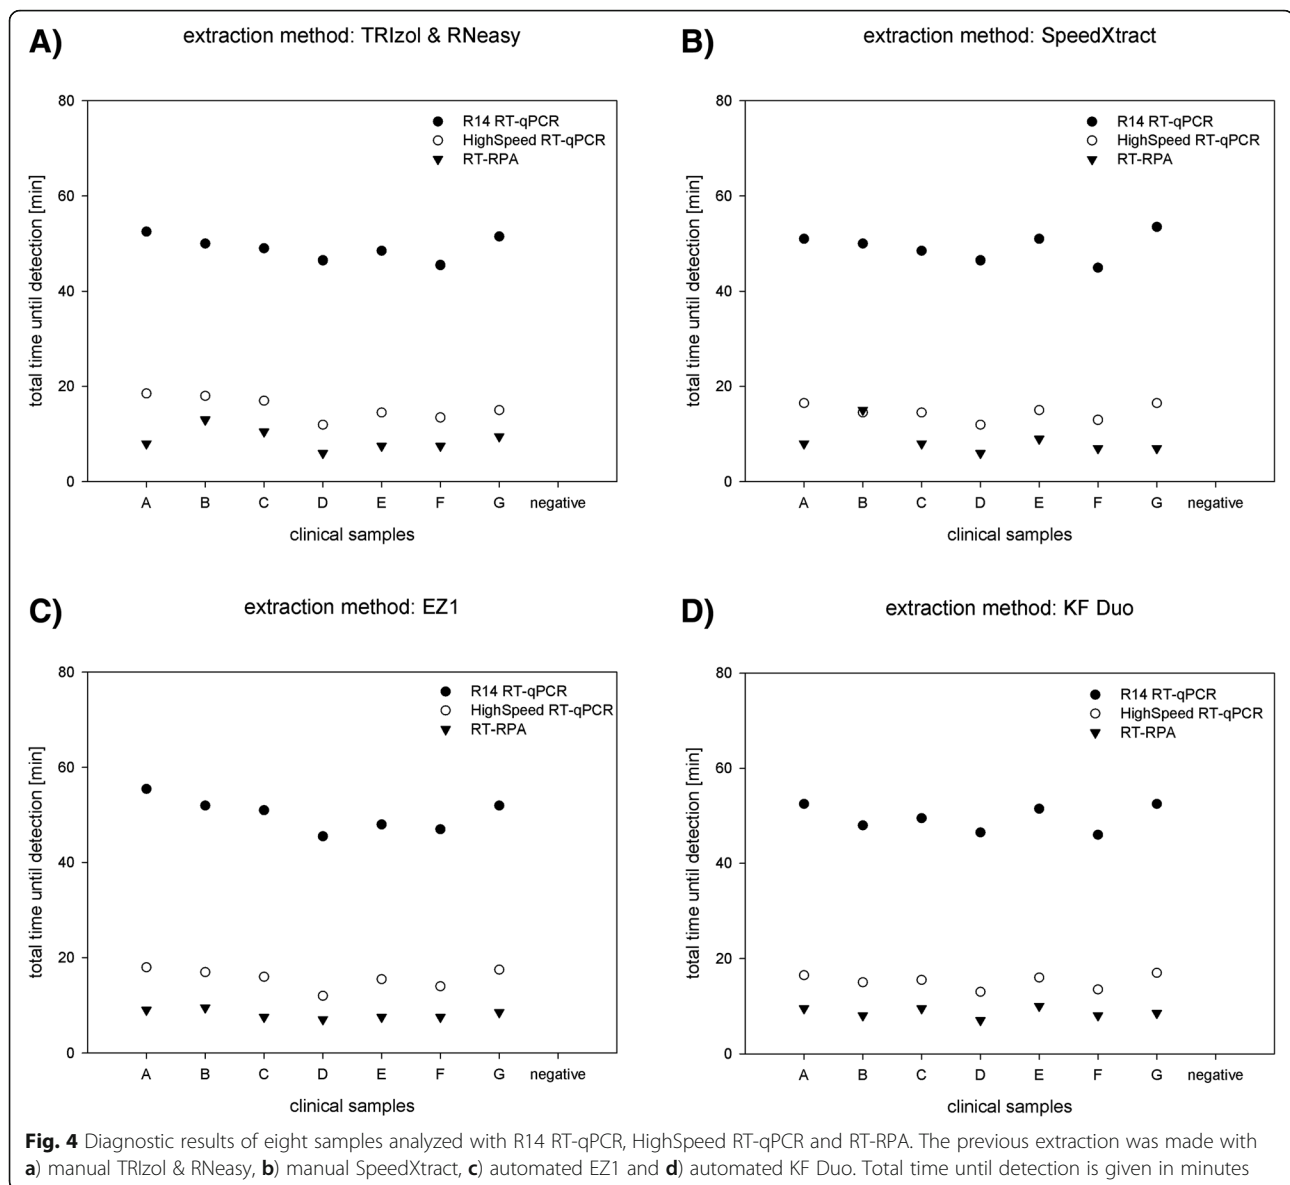 A)
extraction method: TRIzol & RNeasy
total time until detection [min]
80
60
40
20
0
R14 RT-qPCR
HighSpeed RT-qPCR
RT-RPA
A B C D E F G negative
clinical samples
B)
extraction method: SpeedXtract
total time until detection [min]
80
60
40
20
0
R14 RT-qPCR
HighSpeed RT-qPCR
RT-RPA
A B C D E F G negative
clinical samples
C)
extraction method: EZ1
total time until detection [min]
80
60
40
20
0
R14 RT-qPCR
HighSpeed RT-qPCR
RT-RPA
A B C D E F G negative
clinical samples
D)
extraction method: KF Duo
total time until detection [min]
80
60
40
20
0
R14 RT-qPCR
HighSpeed RT-qPCR
RT-RPA
A B C D E F G negative
clinical samples
Fig. 4 Diagnostic results of eight samples analyzed with R14 RT-qPCR, HighSpeed RT-qPCR and RT-RPA. The previous extraction was made with
a) manual TRIzol & RNeasy, b) manual SpeedXtract, c) automated EZ1 and d) automated KF Duo. Total time until detection is given in minutes